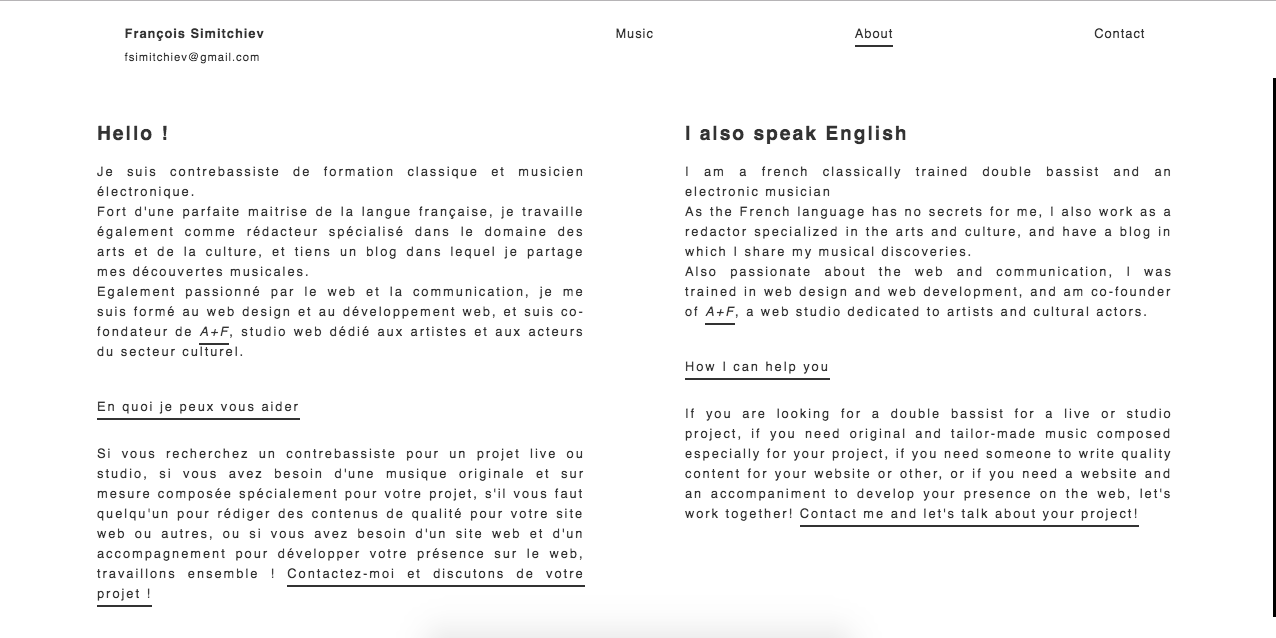 François Simitchiev
fsimitchiev@gmail.com
Music
About
Contact
Hello !
Je suis contrebassiste de formation classique et musicien
électronique.
Fort d'une parfaite maitrise de la langue française, je travaille
également comme rédacteur spécialisé dans le domaine des
arts et de la culture, et tiens un blog dans lequel je partage
mes découvertes musicales.
Egalement passionné par le web et la communication, je me
suis formé au web design et au développement web, et suis co-
fondateur de A+F, studio web dédié aux artistes et aux acteurs
du secteur culturel.
En quoi je peux vous aider
Si vous recherchez un contrebassiste pour un projet live ou
studio, si vous avez besoin d'une musique originale et sur
mesure composée spécialement pour votre projet, s'il vous faut
quelqu'un pour rédiger des contenus de qualité pour votre site
web ou autres, ou si vous avez besoin d'un site web et d'un
accompagnement pour développer votre présence sur le web,
travaillons ensemble ! Contactez-moi et discutons de votre
projet !
I also speak English
I am a french classically trained double bassist and an
electronic musician
As the French language has no secrets for me, I also work as a
redactor specialized in the arts and culture, and have a blog in
which I share my musical discoveries.
Also passionate about the web and communication, I was
trained in web design and web development, and am co-founder
of A+F, a web studio dedicated to artists and cultural actors.
How I can help you
If you are looking for a double bassist for a live or studio
project, if you need original and tailor-made music composed
especially for your project, if you need someone to write quality
content for your website or other, or if you need a website and
an accompaniment to develop your presence on the web, let's
work together! Contact me and let's talk about your project!